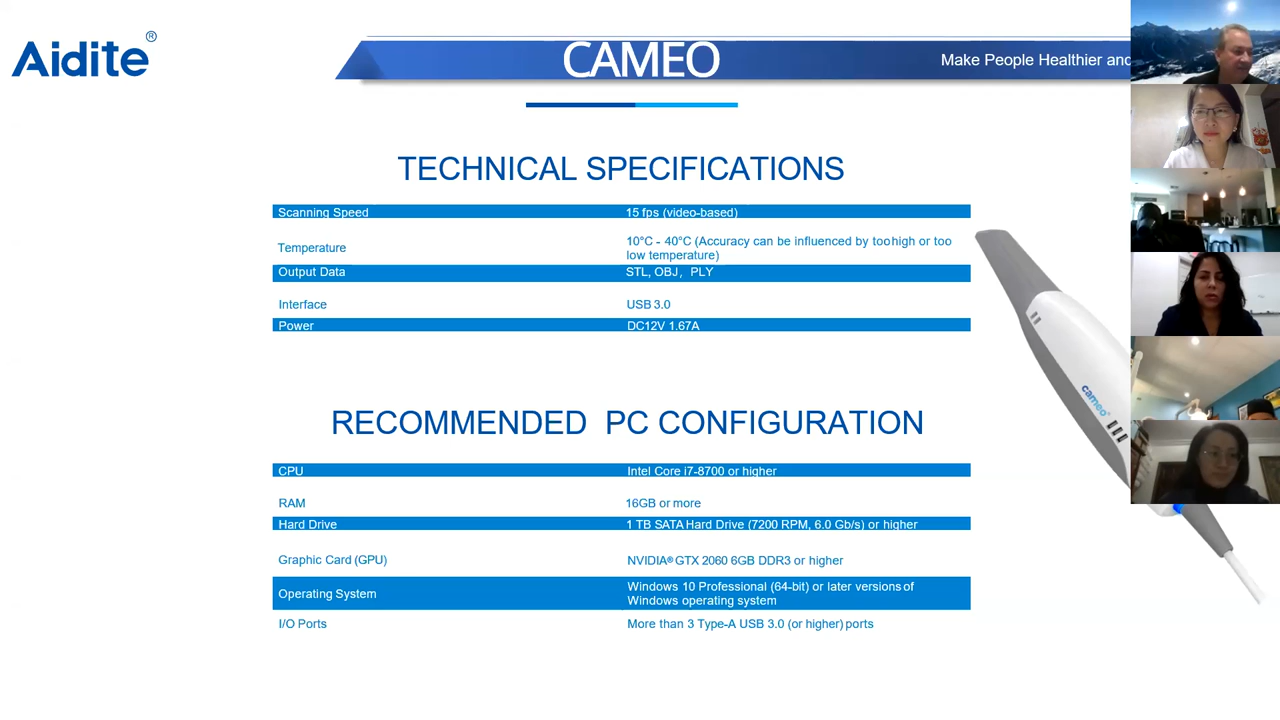 Aidite®
CAMEO
Make People Healthier and
TECHNICAL SPECIFICATIONS
Scanning Speed 15 fps (video-based)
Temperature 10°C - 40°C (Accuracy can be influenced by too high or too
low temperature)
Output Data STL, OBJ, PLY
Interface USB 3.0
Power DC12V 1.67A
cameo
RECOMMENDED PC CONFIGURATION
CPU Intel Core i7-8700 or higher
RAM 16GB or more
Hard Drive 1 TB SATA Hard Drive (7200 RPM, 6.0 Gb/s) or higher
Graphic Card (GPU) NVIDIA® GTX 2060 6GB DDR3 or higher
Operating System Windows 10 Professional (64-bit) or later versions of
Windows operating system
I/O Ports More than 3 Type-A USB 3.0 (or higher) ports